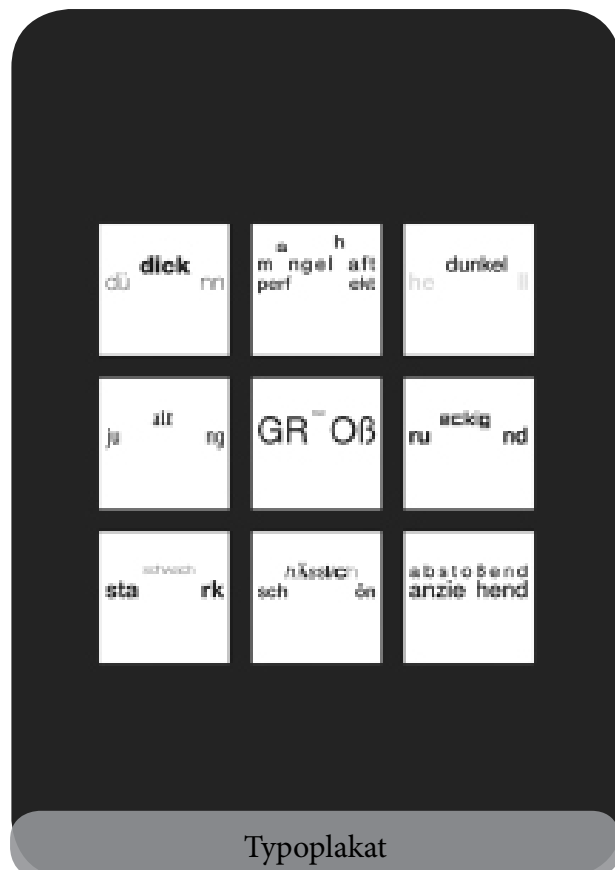 dick
dü nn
a h
m ngel aft
perf ekt
dunkel
he ll
alt
ju ng
GR Oß
eckig
ru nd
schwach
sta rk
hässlich
sch ön
abstoßend
anzie hend
Typoplakat